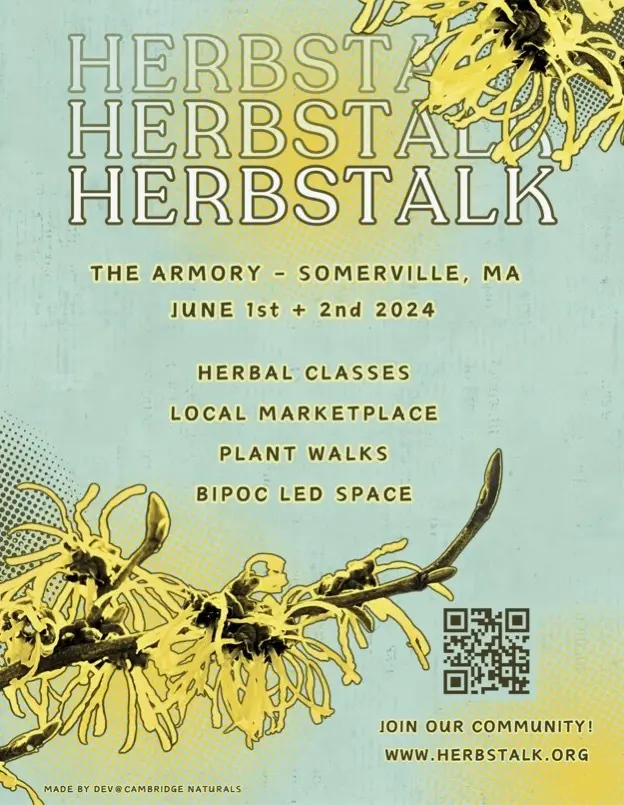 HERBSTA
HERBSTALK
HERBSTALK
THE ARMORY - SOMERVILLE, MA
JUNE 1st + 2nd 2024
HERBAL CLASSES
LOCAL MARKETPLACE
PLANT WALKS
BIPOC LED SPACE
JOIN OUR COMMUNITY!
WWW.HERBSTALK.ORG
MADE BY DEV@CAMBRIDGE NATURALS